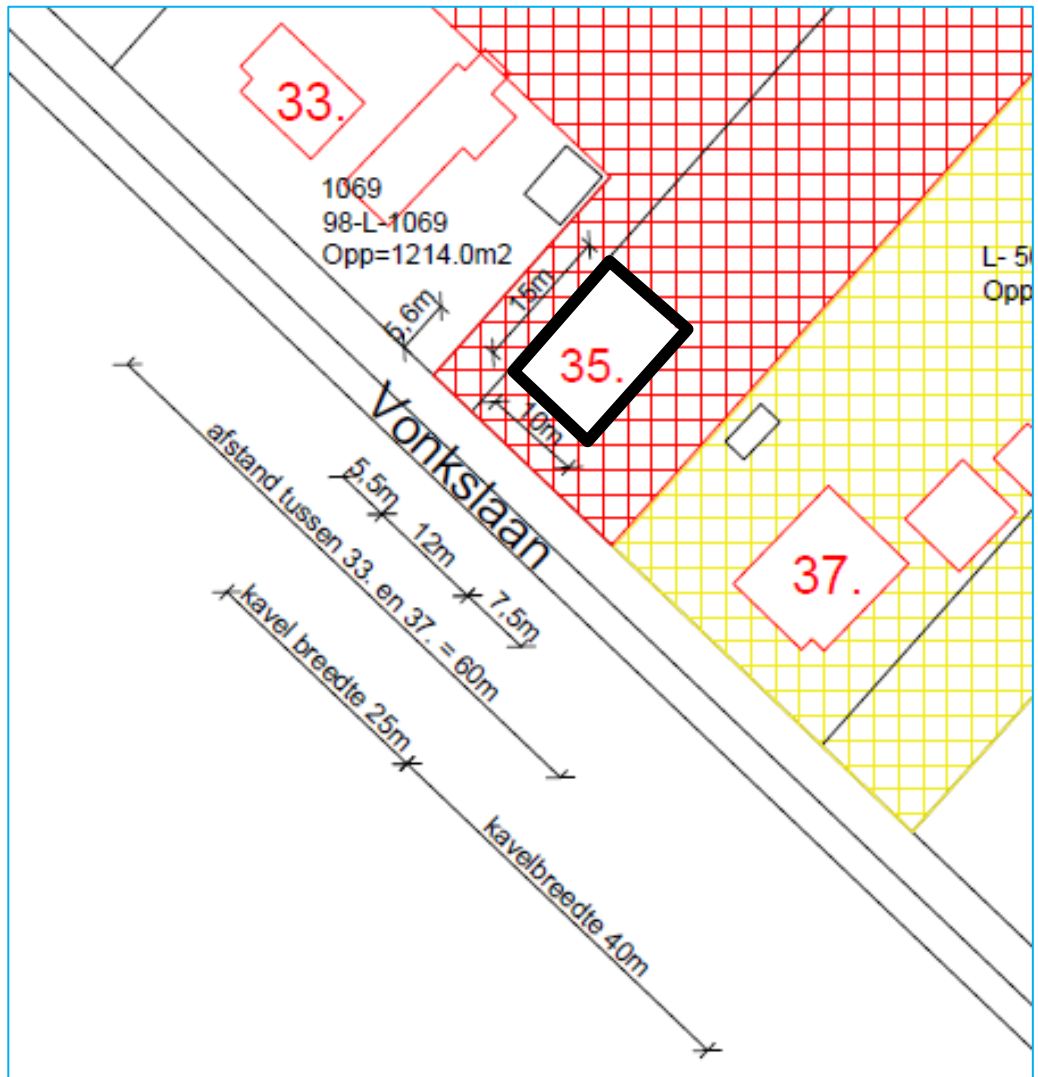 33.
1069
98-L-1069
Opp=1214.0m2
L- 5
Opp
15m
5,6m
35.
10m
Vonkslaan
5,5m
12m
7,5m
afstand tussen 33. en 37. = 60m
37.
kavel breedte 25m
kavelbreedte 40m